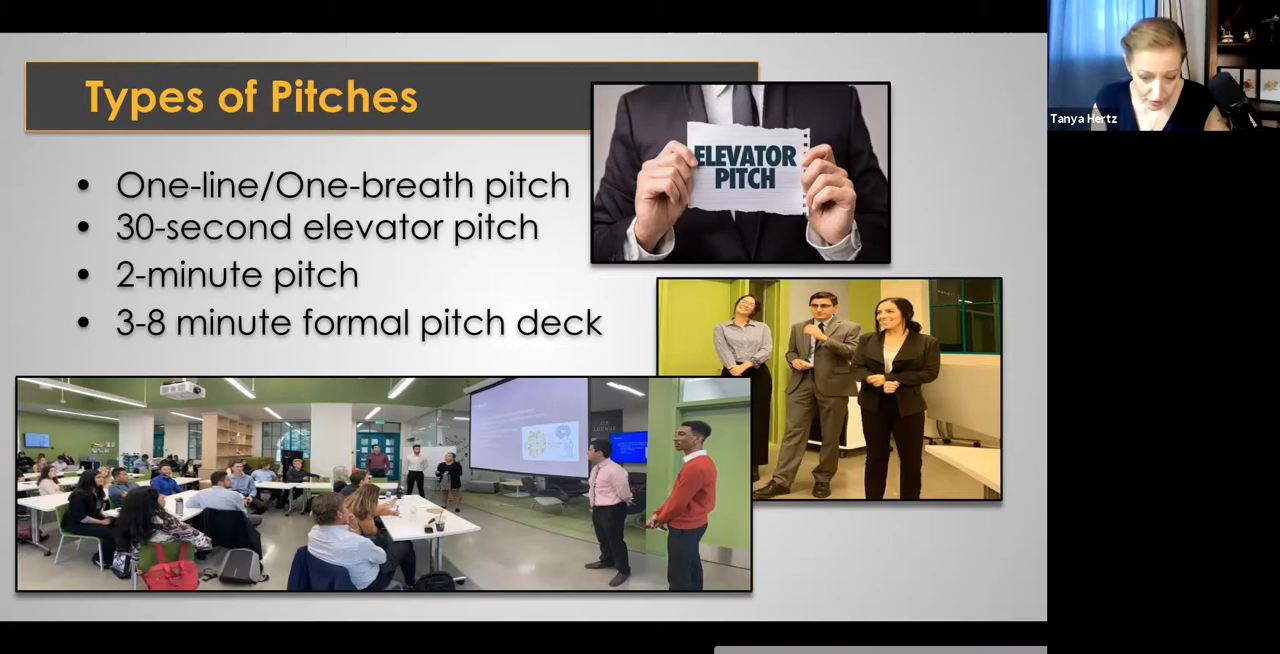 Types of Pitches
• One-line/One-breath pitch
• 30-second elevator pitch
• 2-minute pitch
• 3-8 minute formal pitch deck
ELEVATOR
PITCH
LOUNGE
Tanya Hertz